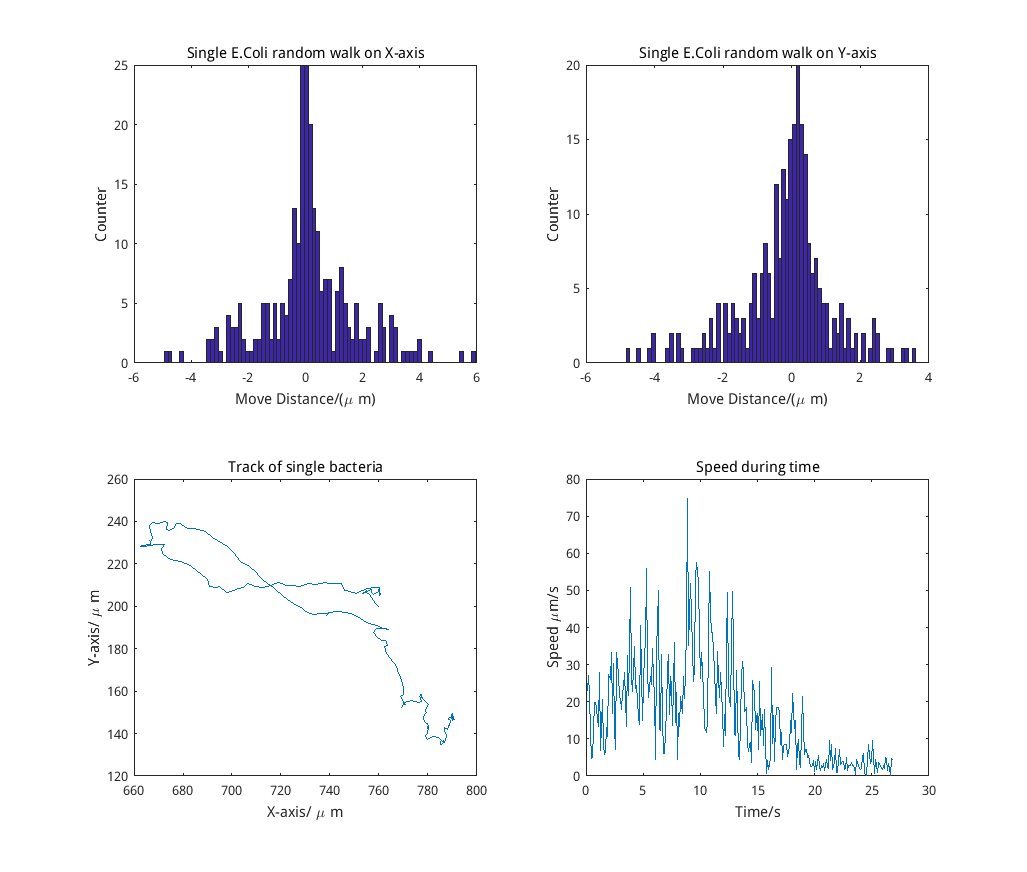 Single E.Coli random walk on X-axis
25
20
15
10
5
0
Counter
-6 -4 -2 0 2 4 6
Move Distance/(μ m)
Single E.Coli random walk on Y-axis
20
15
10
5
0
Counter
-6 -4 -2 0 2 4
Move Distance/(μ m)
Track of single bacteria
260
240
220
200
180
160
140
120
Y-axis/ μ m
660 680 700 720 740 760 780 800
X-axis/ μ m
Speed during time
80
70
60
50
40
30
20
10
0
Speed μm/s
0 5 10 15 20 25 30
Time/s